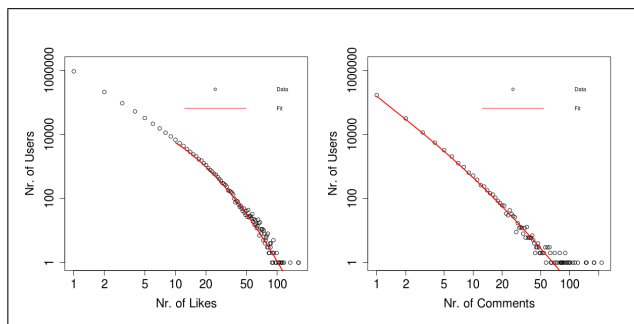 1000000
10000
100
1
Nr. of Users
Data
Fit
1 2 5 10 20 50 100
Nr. of Likes
1000000
10000
100
1
Nr. of Users
Data
Fit
1 2 5 10 20 50 100
Nr. of Comments